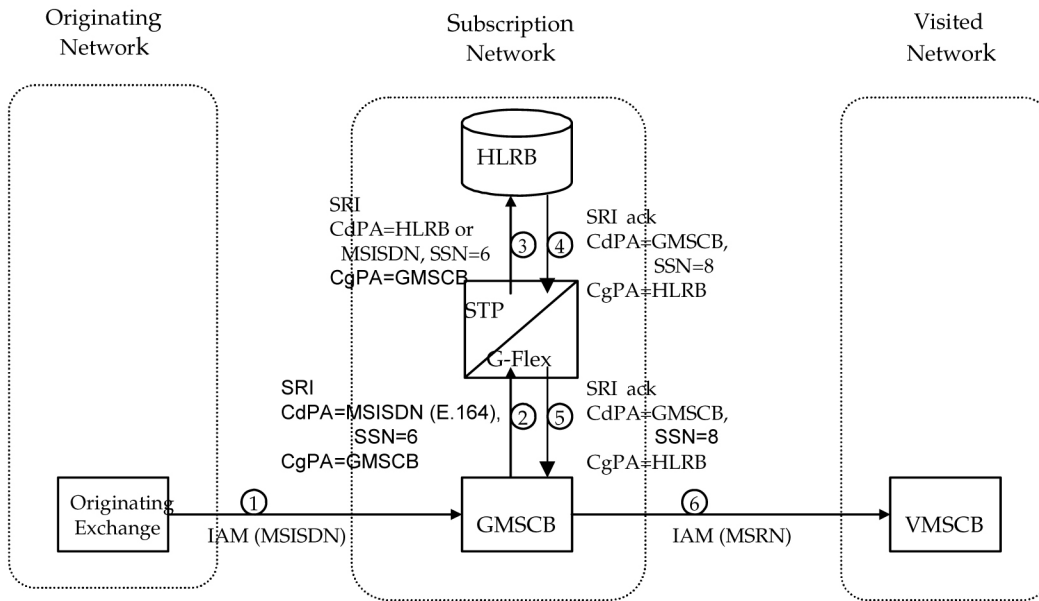 Originating
Network
Subscription
Network
Visited
Network
HLRB
SRI
CdPA=HLRB or
MSISDN, SSN=6
CgPA=GMSCB
3
4
SRI ack
CdPA=GMSCB,
SSN=8
CgPA=HLRB
STP
G-Flex
SRI
CdPA=MSISDN (E.164),
SSN=6
CgPA=GMSCB
2
5
SRI ack
CdPA=GMSCB,
SSN=8
CgPA=HLRB
Originating
Exchange
1
IAM (MSISDN)
GMSCB
6
IAM (MSRN)
VMSCB